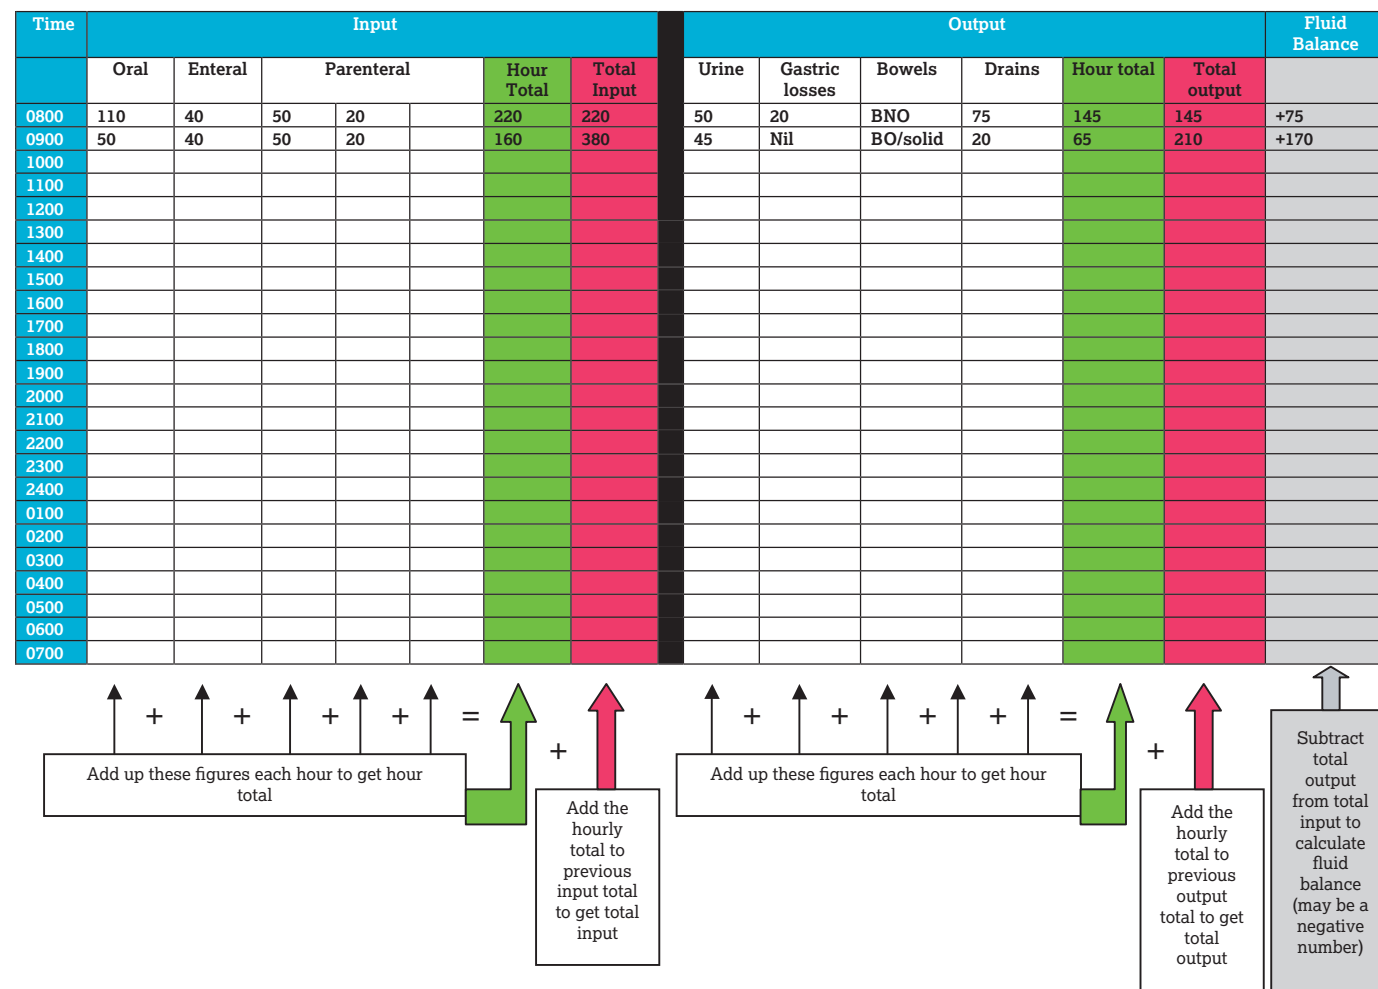 Time Input Output Fluid Balance
Oral Enteral Parenteral Hour Total Total Input Urine Gastric losses Bowels Drains Hour total Total output
0800 110 40 50 20 220 220 50 20 BNO 75 145 145 +75
0900 50 40 50 20 160 380 45 Nil BO/solid 20 65 210 +170
1000
1100
1200
1300
1400
1500
1600
1700
1800
1900
2000
2100
2200
2300
2400
0100
0200
0300
0400
0500
0600
0700
+ + + + = + + + + + = +
Add up these figures each hour to get hour
total
Add the
hourly
total to
previous
input total
to get total
input
Add up these figures each hour to get hour
total
Add the
hourly
total to
previous
output
total to get
total
output
Subtract
total
output
from total
input to
calculate
fluid
balance
(may be a
negative
number)